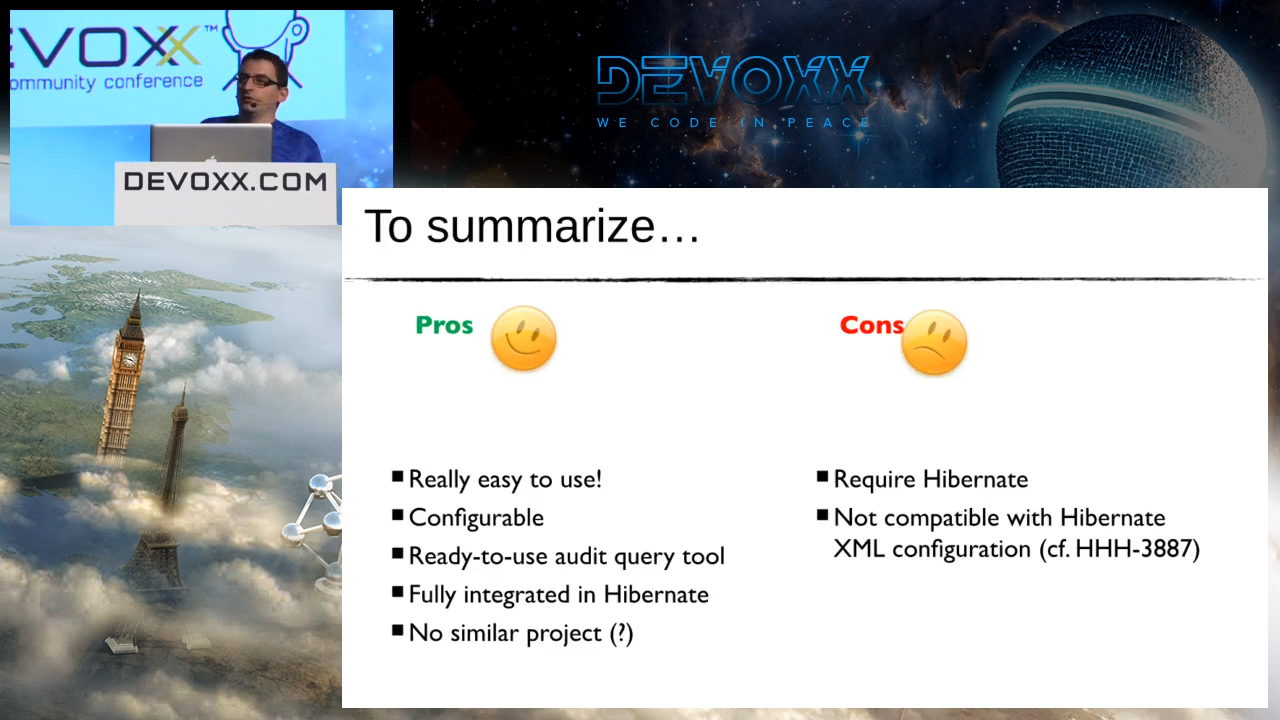 EVOXX™
ommunity conference
DEVOXX.COM
DEVOXX
WE CODE IN PEACE
To summarize…
Pros
Really easy to use!
Configurable
Ready-to-use audit query tool
Fully integrated in Hibernate
No similar project (?)
Cons
Require Hibernate
Not compatible with Hibernate
XML configuration (cf. HHH-3887)